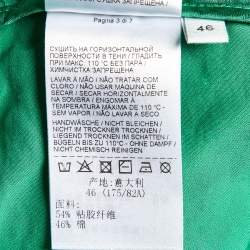 Pagina 3 di 7
46
СУШИТЬ НА ГОРИЗОНТАЛЬНОЙ
ПОВЕРХНОСТИ В ТЕНИ / ГЛАДИТЬ
ПРИ МАКС. 110 °C БЕЗ ПАРА /
ХИМЧИСТКА ЗАПРЕЩЕНА
LAVAR A MÃO / NÃO TRATAR COM
CLORO / NÃO USAR MÁQUINA DE
SECAR / SECAR HORIZONTALMENTE
NA SOMBRA / ENGOMAR À
TEMPERATURA MÁXIMA DE 110 °C -
SEM VAPOR / NÃO LAVAR A SECO
HANDWÄSCHE / NICHT BLEICHEN /
NICHT IM TROCKNER TROCKNEN /
LIEGEND TROCKNEN IM SCHATTEN /
BÜGELN BIS ZU 110°C - OHNE DAMPF /
NICHT CHEMISCH REINIGEN
产地: 意大利
46 (175/82A)
面料:
54% 粘胶纤维
46% 棉